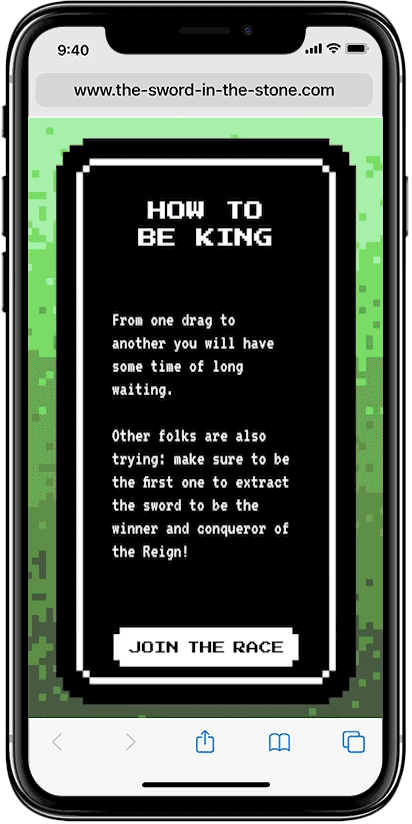 9:40
www.the-sword-in-the-stone.com
HOW TO
BE KING
From one drag to
another you will have
some time of long
waiting.
Other folks are also
trying: make sure to be
the first one to extract
the sword to be the
winner and conqueror of
the Reign!
JOIN THE RACE